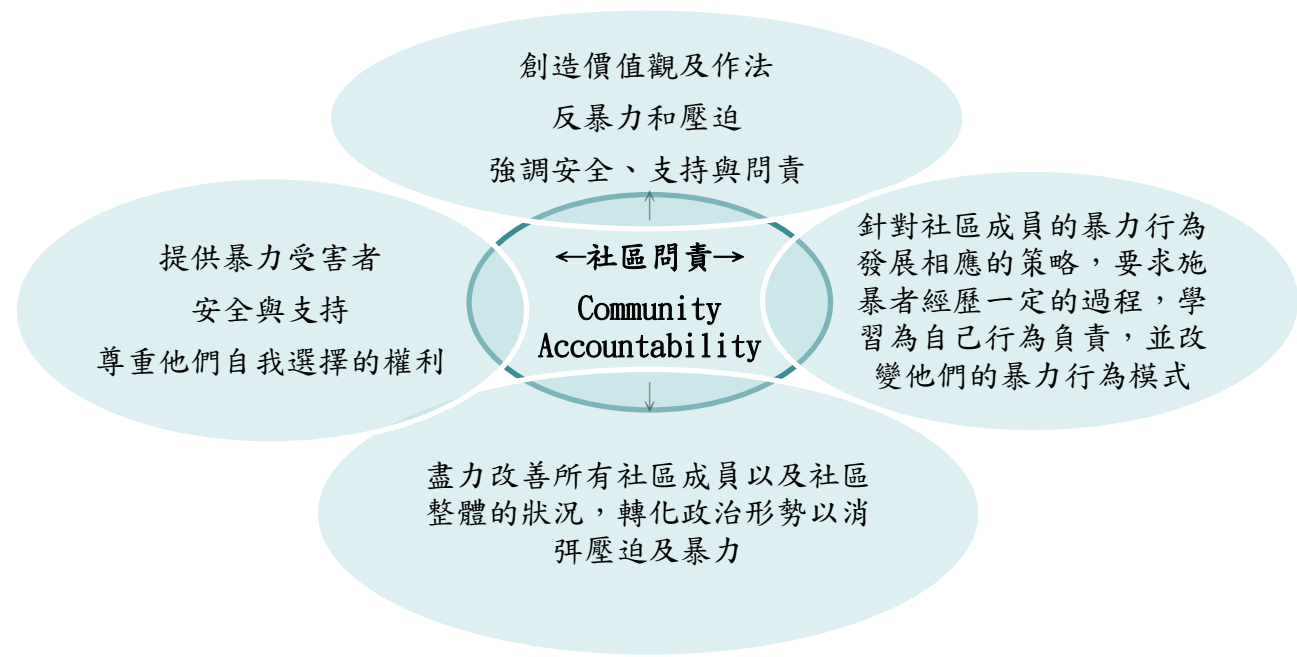 創造價值觀及作法
反暴力和壓迫
強調安全、支持與問責
提供暴力受害者
安全與支持
尊重他們自我選擇的權利
←社區問責→
Community
Accountability
針對社區成員的暴力行為
發展相應的策略，要求施
暴者經歷一定的過程，學
習為自己行為負責，並改
變他們的暴力行為模式
盡力改善所有社區成員以及社區
整體的狀況，轉化政治形勢以消
弭壓迫及暴力